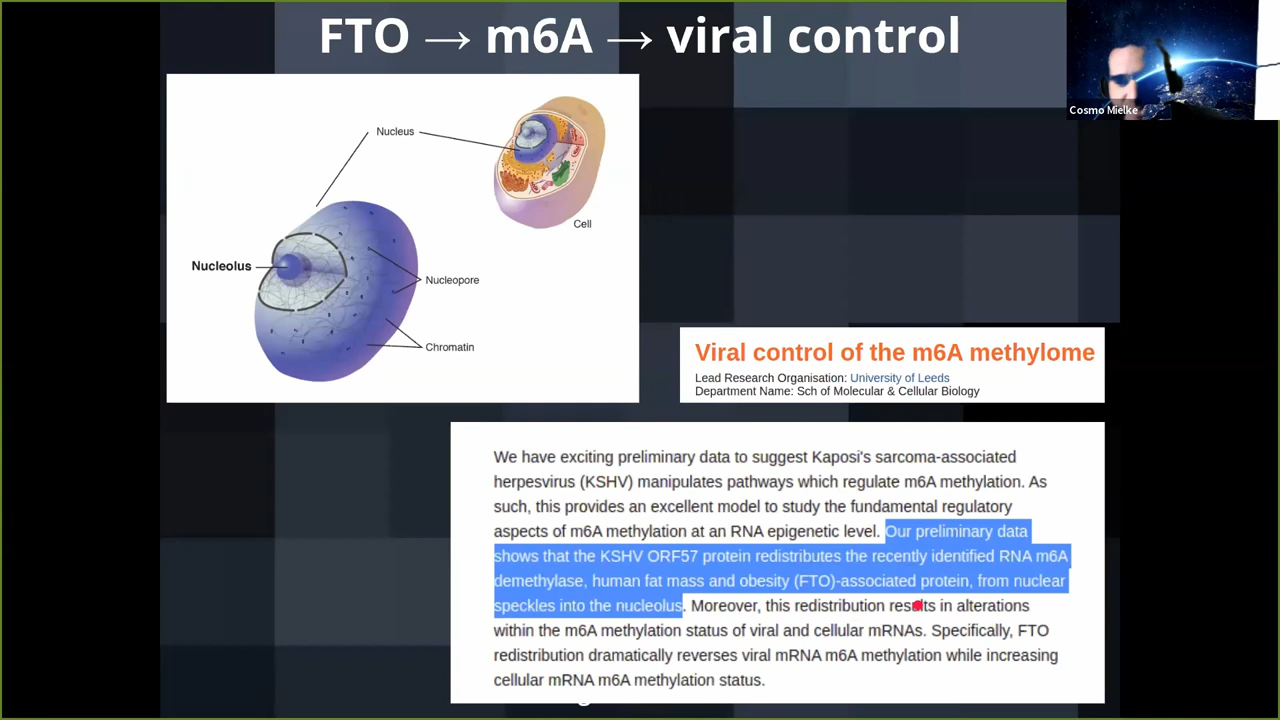 FTO → m6A → viral control
Cosmo Mielke
Nucleus
Cell
Nucleolus
Nucleopore
Chromatin
Viral control of the m6A methylome
Lead Research Organisation: University of Leeds
Department Name: Sch of Molecular & Cellular Biology
We have exciting preliminary data to suggest Kaposi's sarcoma-associated
herpesvirus (KSHV) manipulates pathways which regulate m6A methylation. As
such, this provides an excellent model to study the fundamental regulatory
aspects of m6A methylation at an RNA epigenetic level. Our preliminary data
shows that the KSHV ORF57 protein redistributes the recently identified RNA m6A
demethylase, human fat mass and obesity (FTO)-associated protein, from nuclear
speckles into the nucleolus. Moreover, this redistribution results in alterations
within the m6A methylation status of viral and cellular mRNAs. Specifically, FTO
redistribution dramatically reverses viral mRNA m6A methylation while increasing
cellular mRNA m6A methylation status.